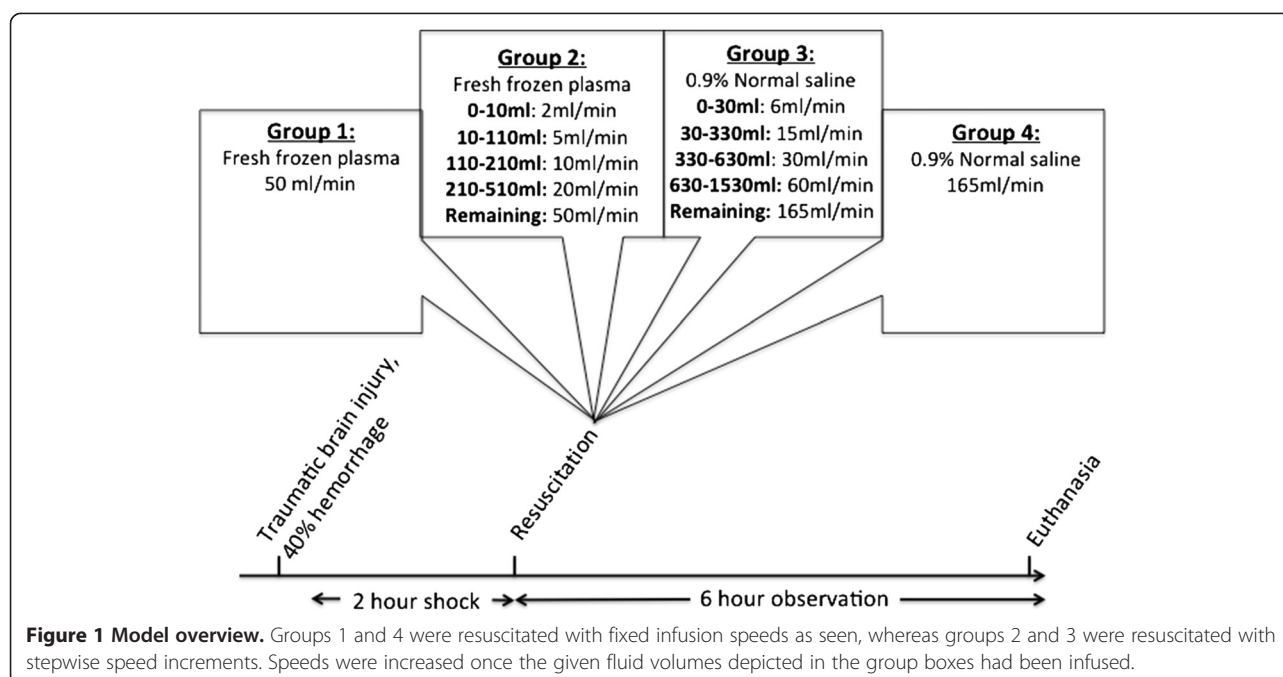 Group 1:
Fresh frozen plasma
50 ml/min
Group 2:
Fresh frozen plasma
0-10ml: 2ml/min
10-110ml: 5ml/min
110-210ml: 10ml/min
210-510ml: 20ml/min
Remaining: 50ml/min
Group 3:
0.9% Normal saline
0-30ml: 6ml/min
30-330ml: 15ml/min
330-630ml: 30ml/min
630-1530ml: 60ml/min
Remaining: 165ml/min
Group 4:
0.9% Normal saline
165ml/min
Traumatic brain injury,
40% hemorrhage
Resuscitation
Euthanasia
2 hour shock
6 hour observation
Figure 1 Model overview. Groups 1 and 4 were resuscitated with fixed infusion speeds as seen, whereas groups 2 and 3 were resuscitated with
stepwise speed increments. Speeds were increased once the given fluid volumes depicted in the group boxes had been infused.